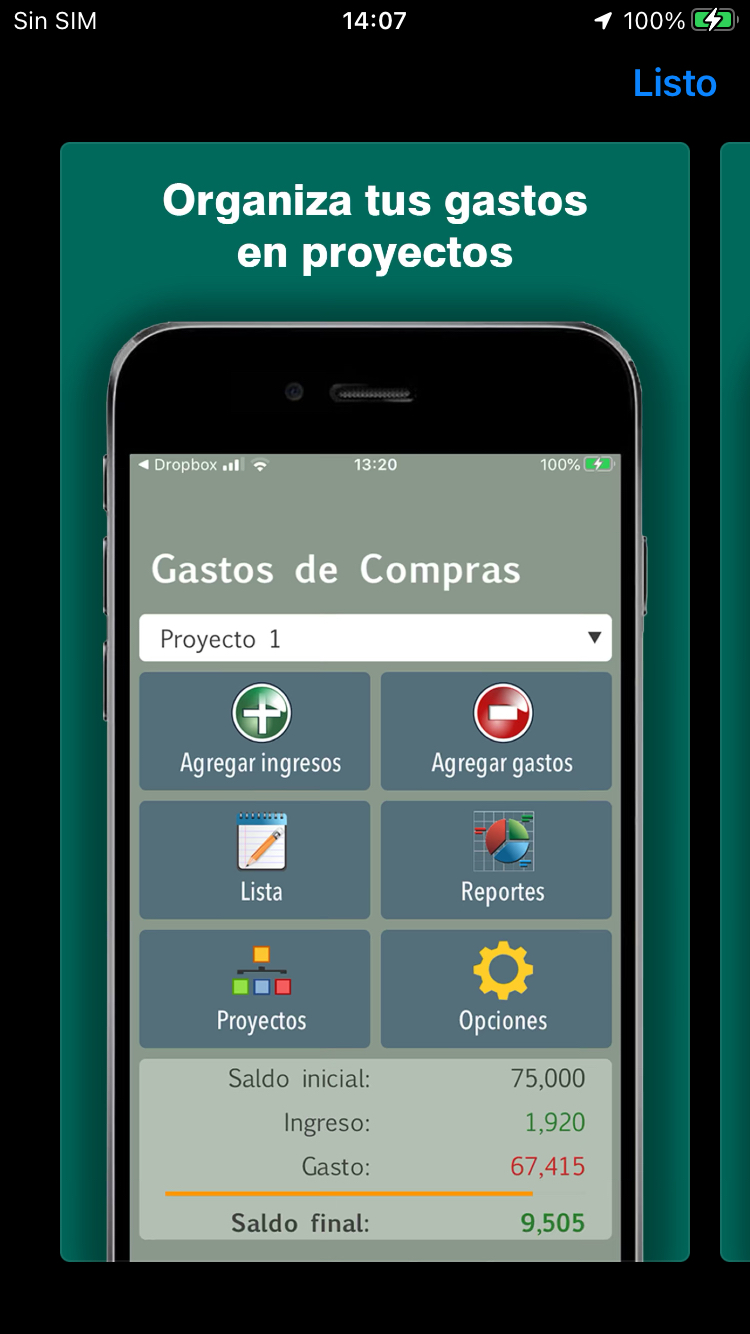 Sin SIM 14:07 100%
Listo
Organiza tus gastos
en proyectos
Dropbox 13:20 100%
Gastos de Compras
Proyecto 1
Agregar ingresos Agregar gastos
Lista Reportes
Proyectos Opciones
Saldo inicial: 75,000
Ingreso: 1,920
Gasto: 67,415
Saldo final: 9,505